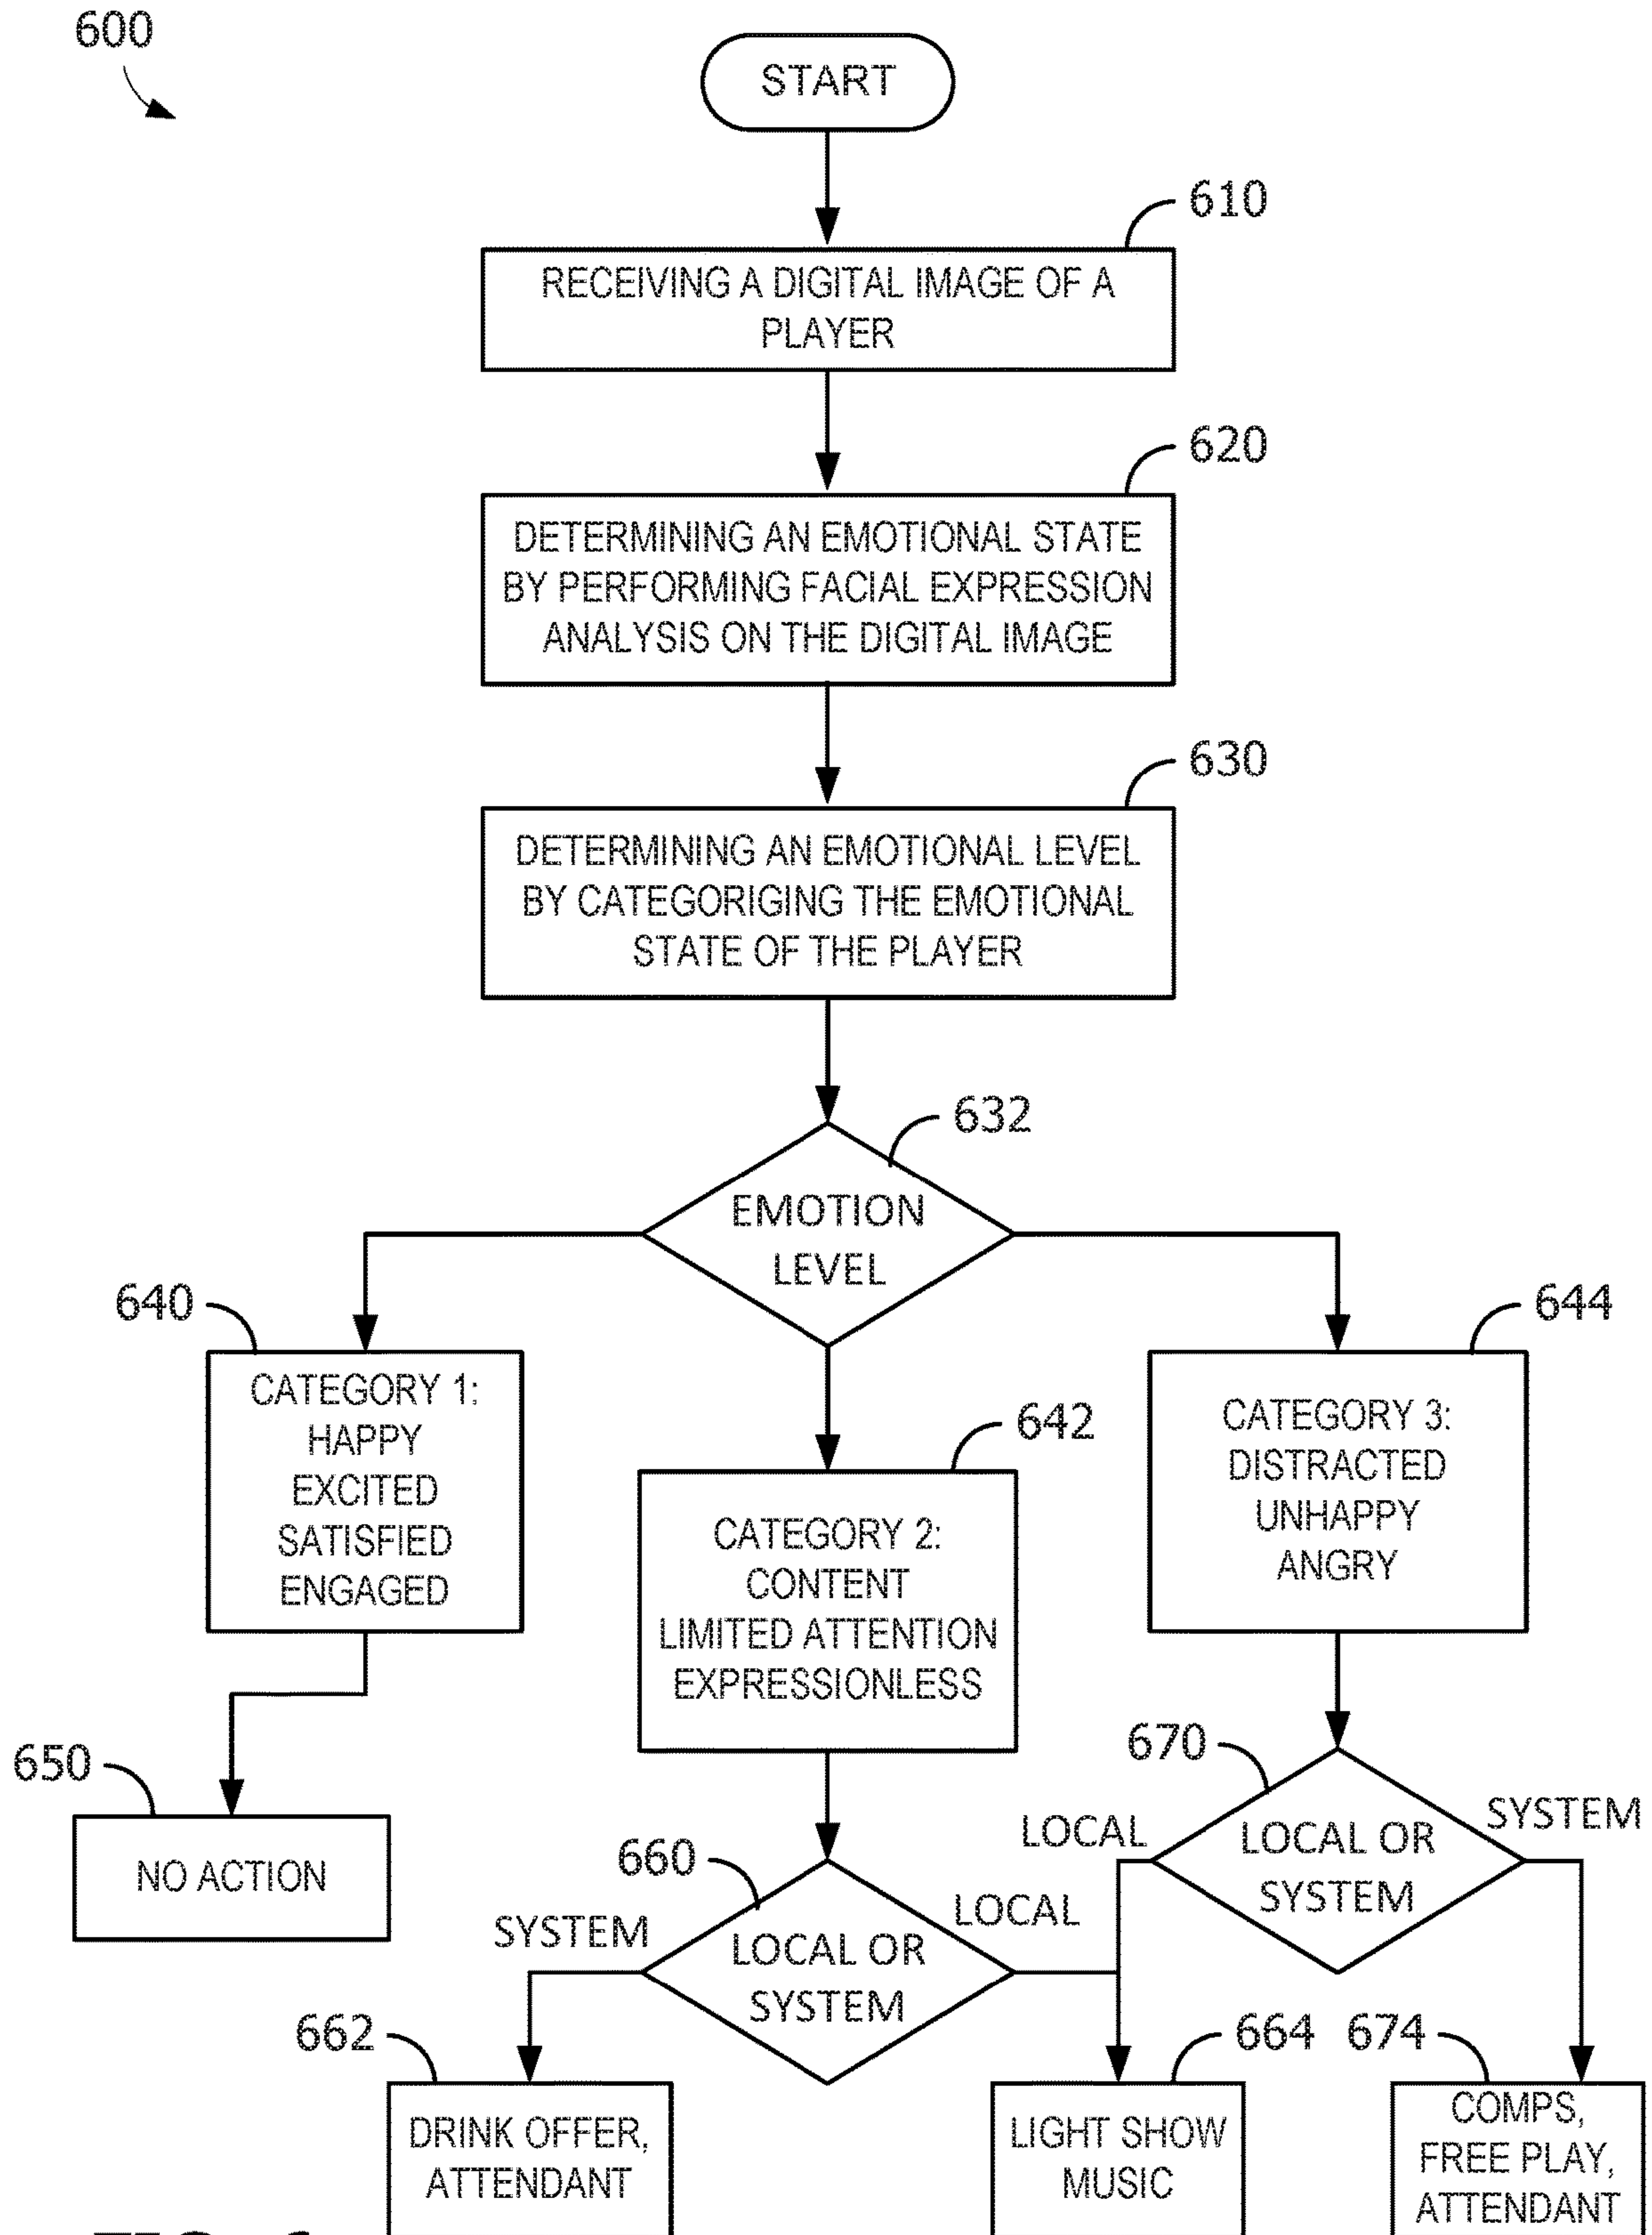 600
START
610
RECEIVING A DIGITAL IMAGE OF A
PLAYER
620
DETERMINING AN EMOTIONAL STATE
BY PERFORMING FACIAL EXPRESSION
ANALYSIS ON THE DIGITAL IMAGE
630
DETERMINING AN EMOTIONAL LEVEL
BY CATEGORIGING THE EMOTIONAL
STATE OF THE PLAYER
632
EMOTION
LEVEL
640
CATEGORY 1:
HAPPY
EXCITED
SATISFIED
ENGAGED
642
CATEGORY 2:
CONTENT
LIMITED ATTENTION
EXPRESSIONLESS
644
CATEGORY 3:
DISTRACTED
UNHAPPY
ANGRY
650
NO ACTION
660
LOCAL OR
SYSTEM
SYSTEM
LOCAL
670
LOCAL OR
SYSTEM
LOCAL
SYSTEM
662
DRINK OFFER,
ATTENDANT
664
LIGHT SHOW
MUSIC
674
COMPS,
FREE PLAY,
ATTENDANT